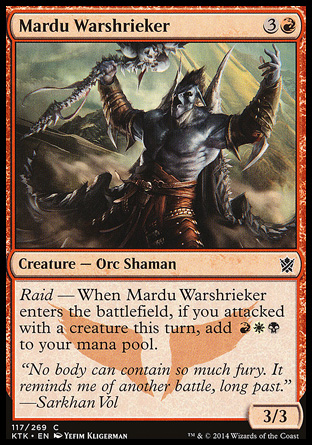 Mardu Warshrieker 3
Creature — Orc Shaman
Raid — When Mardu Warshrieker
enters the battlefield, if you attacked
with a creature this turn, add
to your mana pool.
“No body can contain so much fury. It
reminds me of another battle, long past.”
—Sarkhan Vol
3/3
117/269 C
KTK • EN Yefim Kligerman
™ & © 2014 Wizards of the Coast